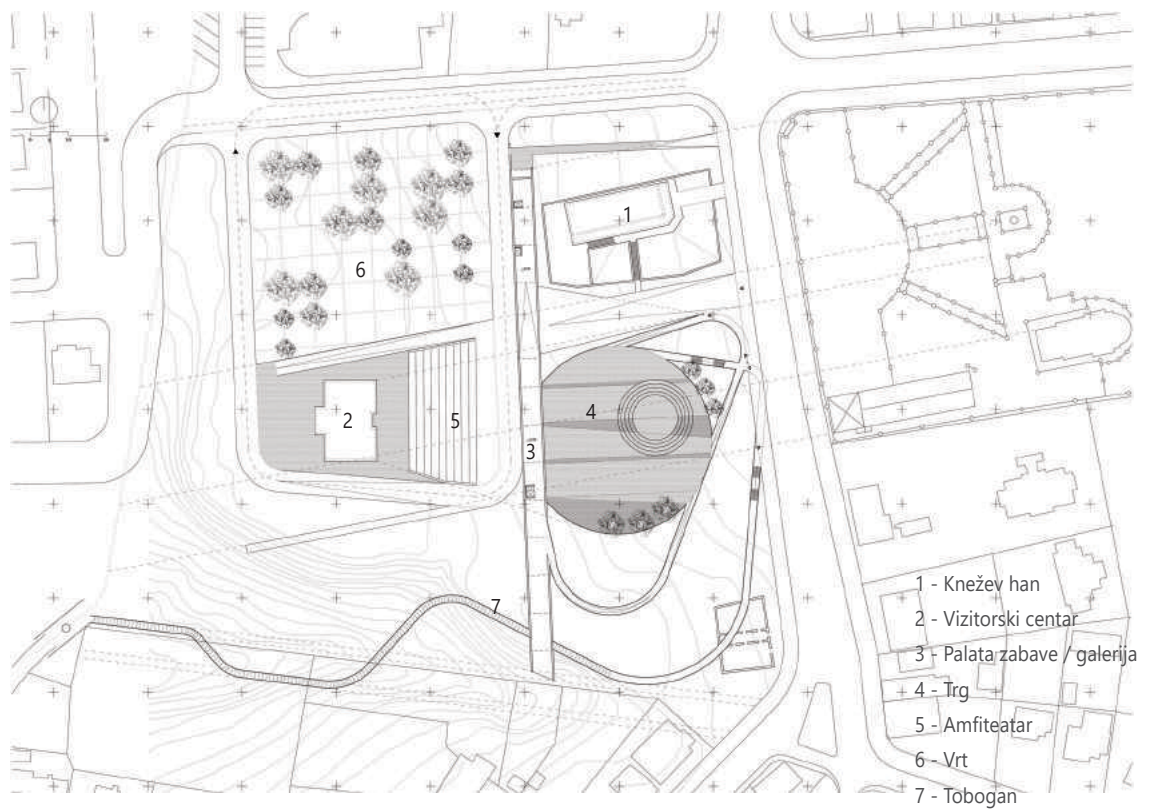 1
6
2
5
4
3
7
1 - Knežev han
2 - Vizitorski centar
3 - Palata zabave / galerija
4 - Trg
5 - Amfiteatar
6 - Vrt
7 - Tobogan